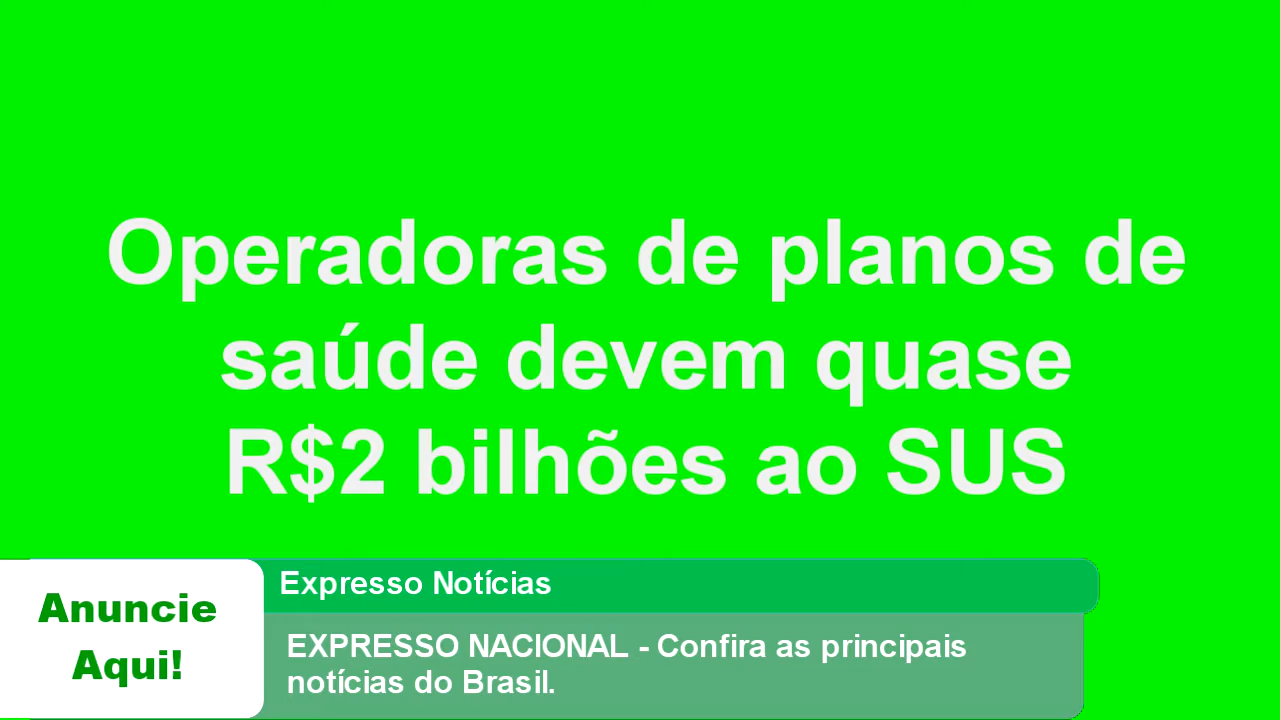 Operadoras de planos de
saúde devem quase
R$2 bilhões ao SUS
Anuncie
Aqui!
Expresso Notícias
EXPRESSO NACIONAL - Confira as principais
notícias do Brasil.